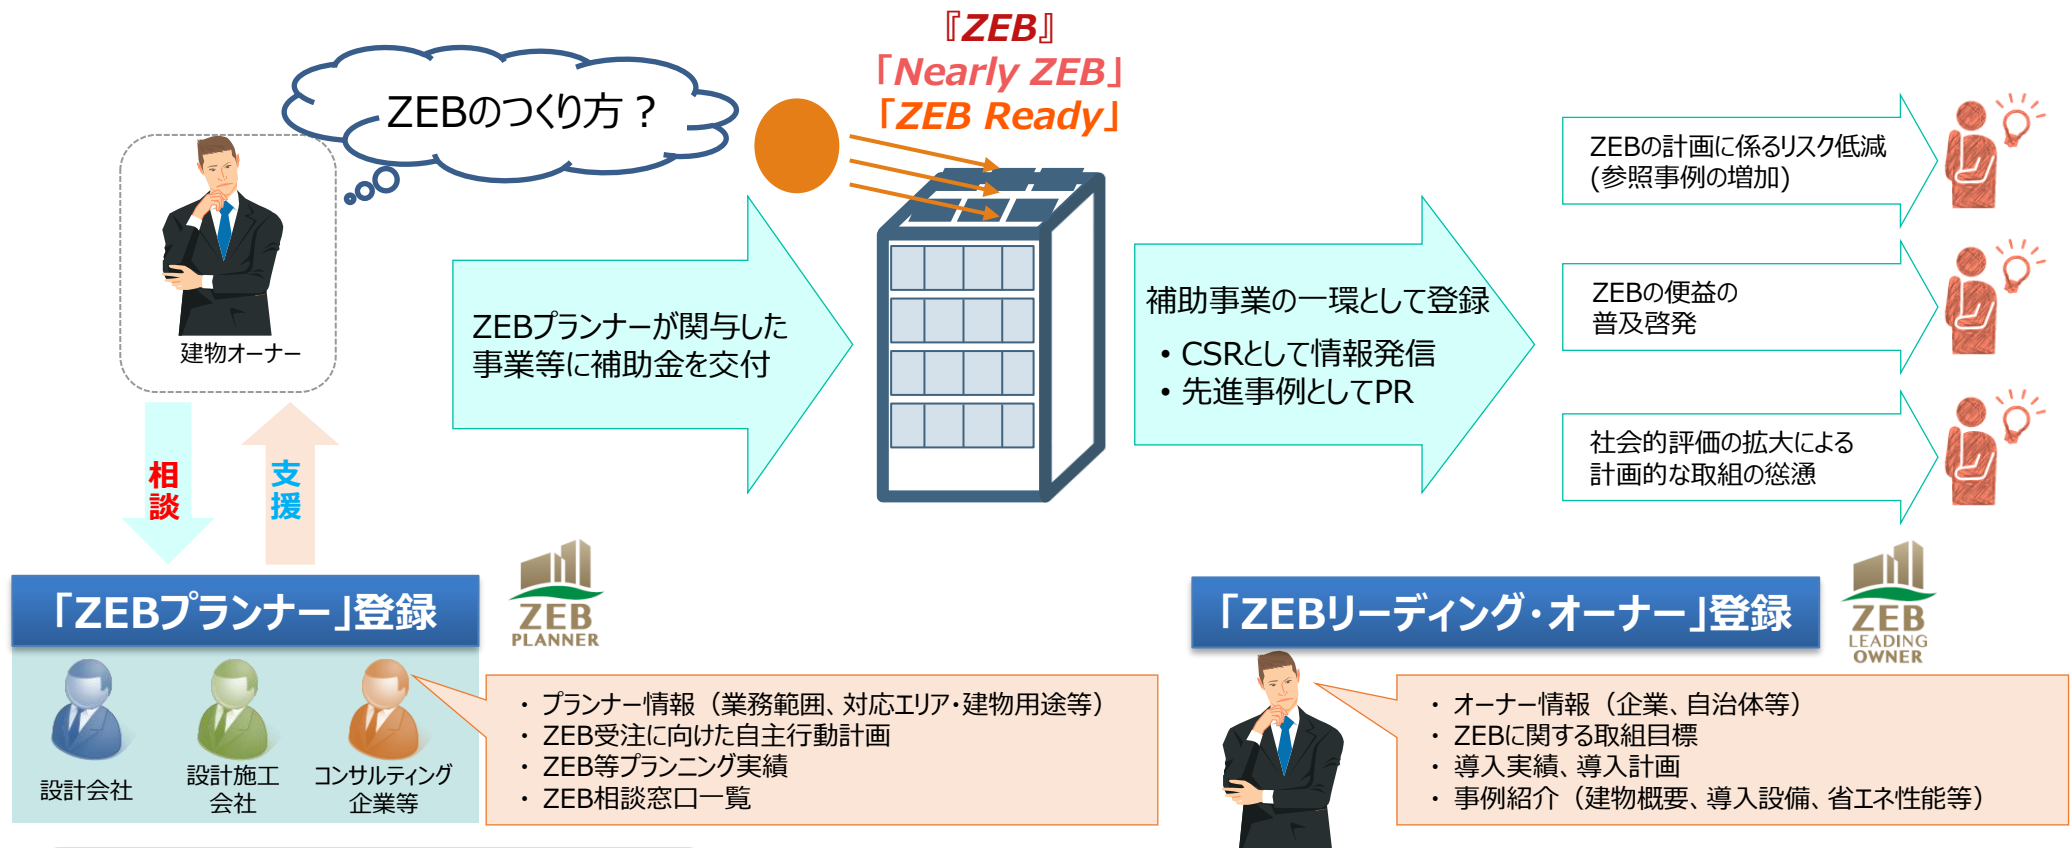 『ZEB』
「Nearly ZEB」
「ZEB Ready」
ZEBのつくり方？
建物オーナー
相談
支援
ZEBプランナーが関与した
事業等に補助金を交付
補助事業の一環として登録
・CSRとして情報発信
・先進事例としてPR
ZEBの計画に係るリスク低減
(参照事例の増加)
ZEBの便益の
普及啓発
社会的評価の拡大による
計画的な取組の慫慂
「ZEBプランナー」登録
ZEB
PLANNER
設計会社
設計施工
会社
コンサルティング
企業等
・ プランナー情報（業務範囲、対応エリア・建物用途等）
・ ZEB受注に向けた自主行動計画
・ ZEB等プランニング実績
・ ZEB相談窓口一覧
「ZEBリーディング・オーナー」登録
ZEB
LEADING
OWNER
・ オーナー情報（企業、自治体等）
・ ZEBに関する取組目標
・ 導入実績、導入計画
・ 事例紹介（建物概要、導入設備、省エネ性能等）